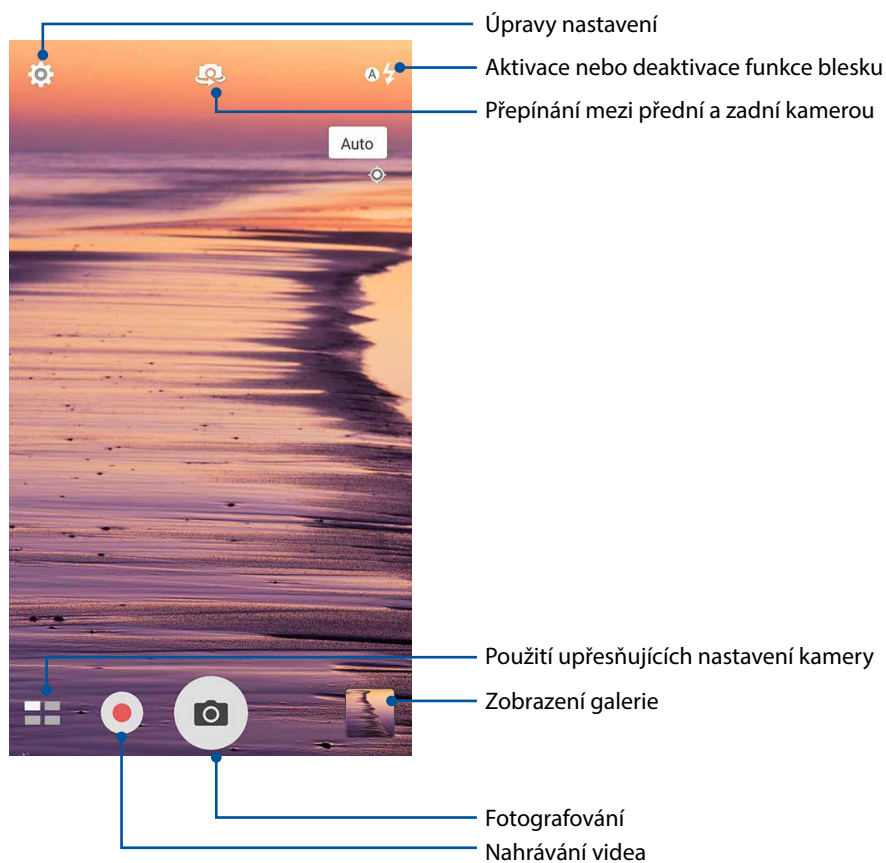 Úpravy nastavení
Aktivace nebo deaktivace funkce blesku
A
Přepínání mezi přední a zadní kamerou
Auto
Použití upřesňujících nastavení kamery
Zobrazení galerie
Fotografování
Nahrávání videa